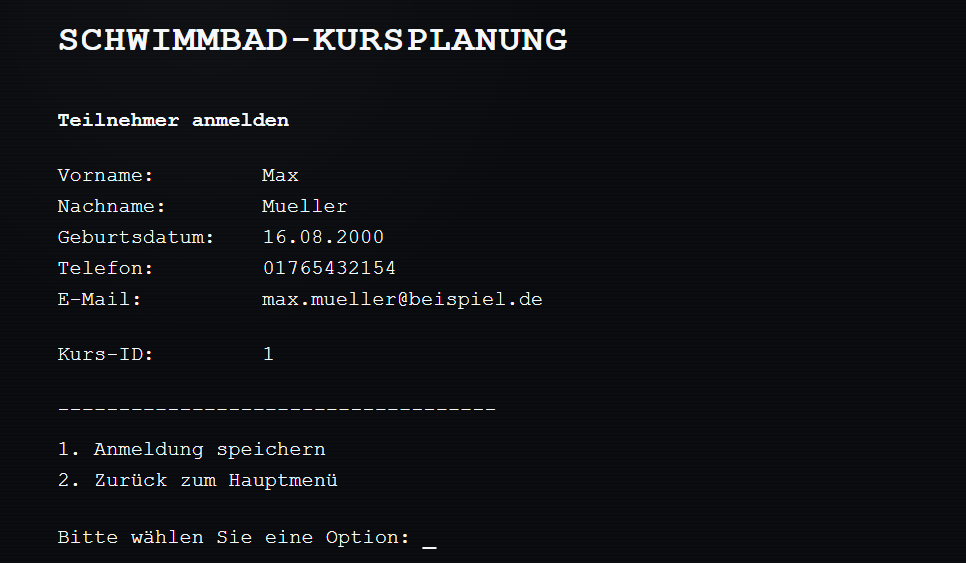 SCHWIMMBAD-KURSPLANUNG
Teilnehmer anmelden
Vorname: Max
Nachname: Mueller
Geburtsdatum: 16.08.2000
Telefon: 01765432154
E-Mail: max.mueller@beispiel.de
Kurs-ID: 1
------------------------------------
1. Anmeldung speichern
2. Zurück zum Hauptmenü
Bitte wählen Sie eine Option: _